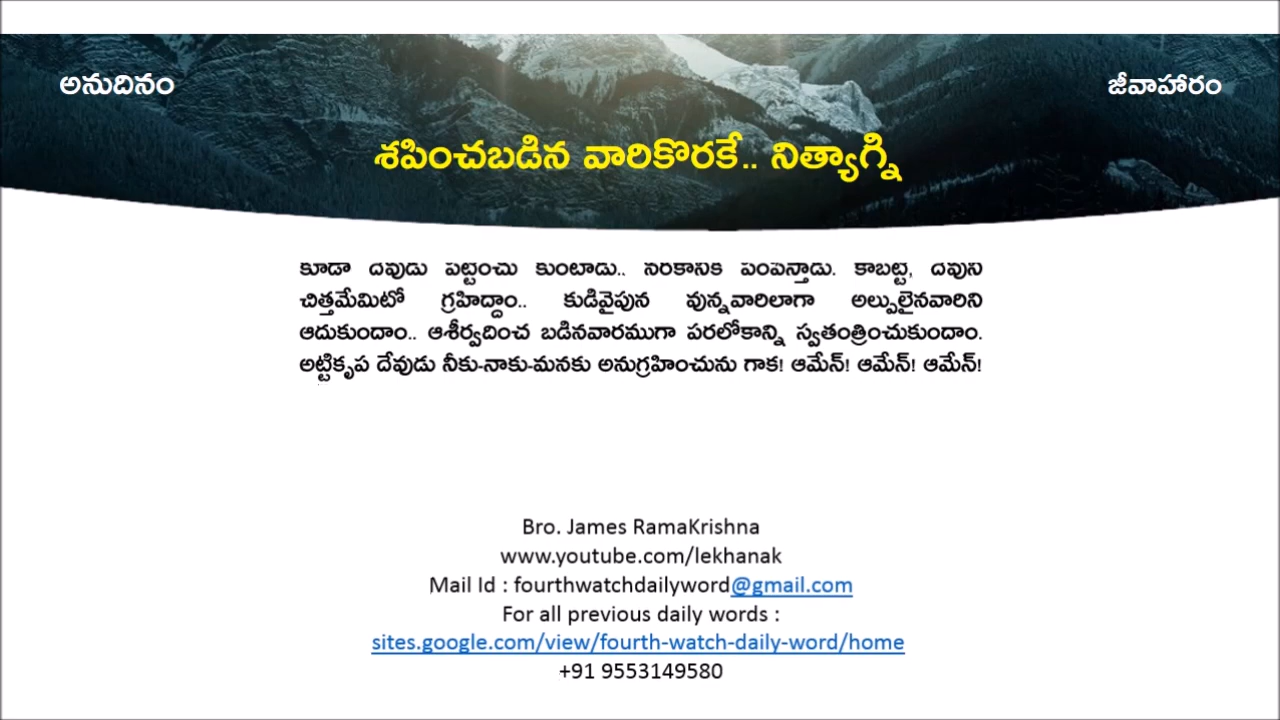 అనుదినం
జీవాహారం
శపించబడిన వారికొరకే.. నిత్యాగ్ని
కూడా దేవుడు పట్టించు కుంటాడు.. నరకానికి పంపిస్తాడు. కాబట్టి, దేవుని
చిత్తమేమిటో గ్రహిద్దాం.. కుడివైపున వున్నవారిలాగా అల్పులైనవారిని
ఆదుకుందాం.. ఆశీర్వదించ బడినవారముగా పరలోకాన్ని స్వతంత్రించుకుందాం.
అట్టికృప దేవుడు నీకు-నాకు-మనకు అనుగ్రహించును గాక! ఆమేన్! ఆమేన్! ఆమేన్!
Bro. James RamaKrishna
www.youtube.com/lekhanak
Mail Id : fourthwatchdailyword@gmail.com
For all previous daily words :
sites.google.com/view/fourth-watch-daily-word/home
+91 9553149580